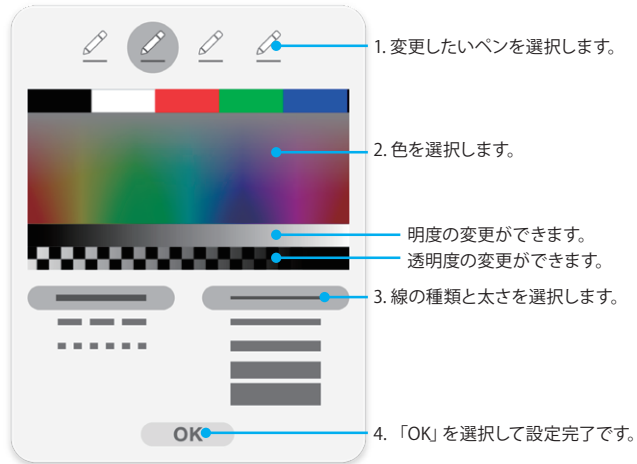 1. 変更したいペンを選択します。
2. 色を選択します。
明度の変更ができます。
透明度の変更ができます。
3. 線の種類と太さを選択します。
OK
4. 「OK」を選択して設定完了です。